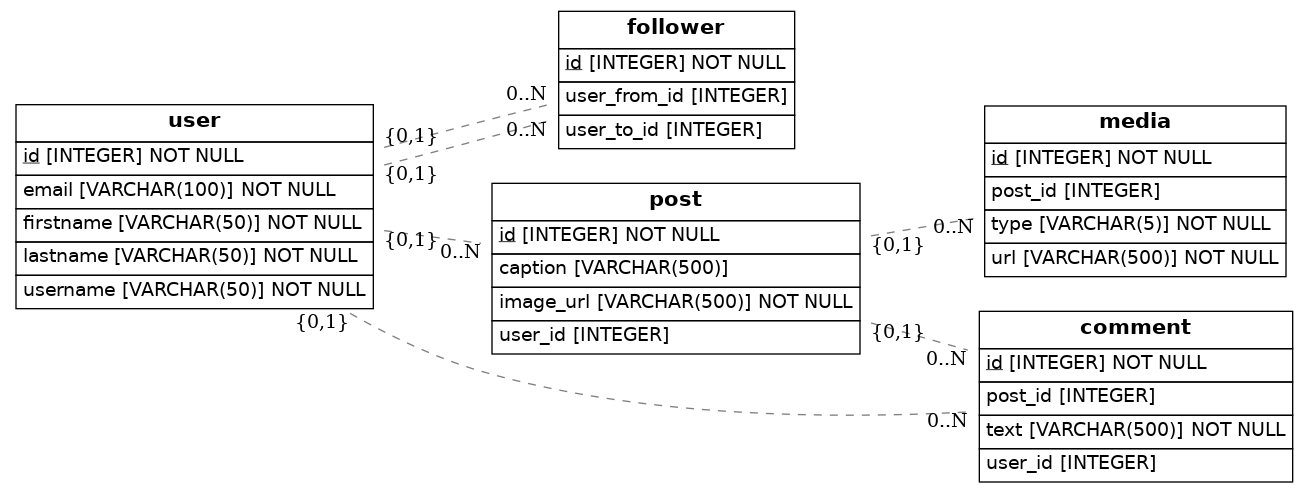 follower
id [INTEGER] NOT NULL
user_from_id [INTEGER]
user_to_id [INTEGER]
user
id [INTEGER] NOT NULL
email [VARCHAR(100)] NOT NULL
firstname [VARCHAR(50)] NOT NULL
lastname [VARCHAR(50)] NOT NULL
username [VARCHAR(50)] NOT NULL
0..N
{0,1}
0..N
{0,1}
{0,1}
0..N
{0,1}
post
id [INTEGER] NOT NULL
caption [VARCHAR(500)]
image_url [VARCHAR(500)] NOT NULL
user_id [INTEGER]
0..N
{0,1}
{0,1}
0..N
0..N
media
id [INTEGER] NOT NULL
post_id [INTEGER]
type [VARCHAR(5)] NOT NULL
url [VARCHAR(500)] NOT NULL
comment
id [INTEGER] NOT NULL
post_id [INTEGER]
text [VARCHAR(500)] NOT NULL
user_id [INTEGER]